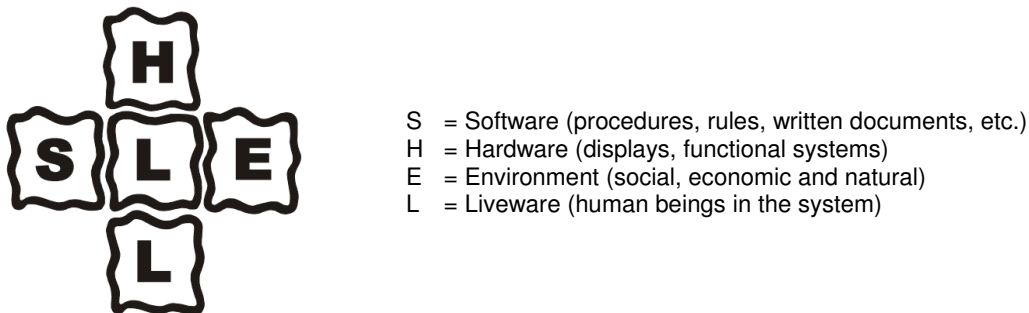 H
S L E
L
S = Software (procedures, rules, written documents, etc.)
H = Hardware (displays, functional systems)
E = Environment (social, economic and natural)
L = Liveware (human beings in the system)